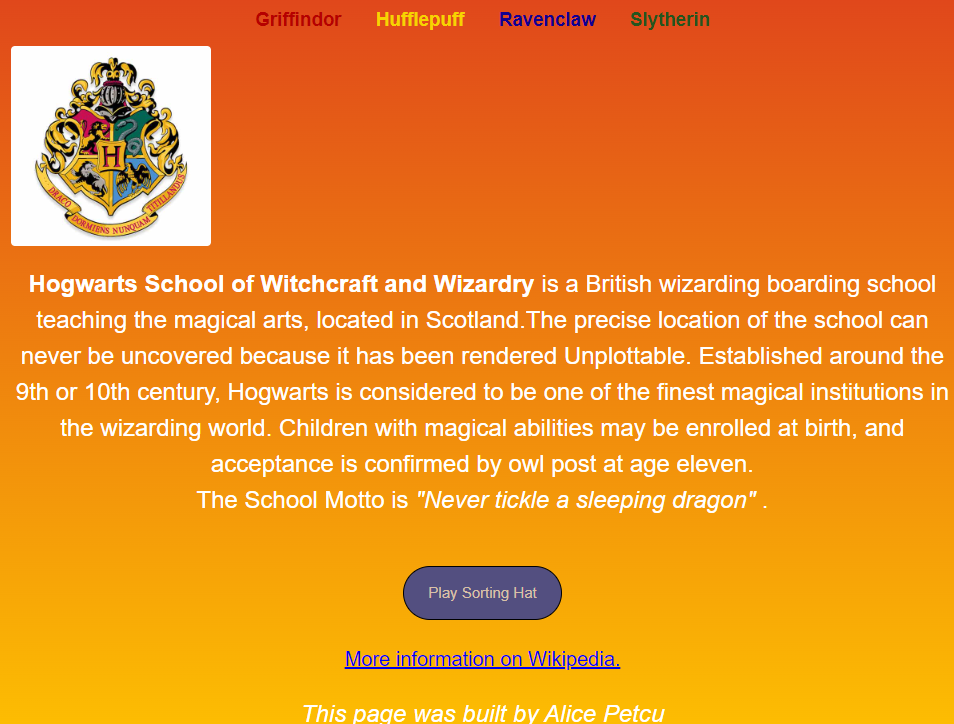 Griffindor Hufflepuff Ravenclaw Slytherin
H
DRACO DORMIENS NUNQUAM TITILLANDUS
Hogwarts School of Witchcraft and Wizardry is a British wizarding boarding school
teaching the magical arts, located in Scotland.The precise location of the school can
never be uncovered because it has been rendered Unplottable. Established around the
9th or 10th century, Hogwarts is considered to be one of the finest magical institutions in
the wizarding world. Children with magical abilities may be enrolled at birth, and
acceptance is confirmed by owl post at age eleven.
The School Motto is "Never tickle a sleeping dragon" .
Play Sorting Hat
More information on Wikipedia.
This page was built by Alice Petcu